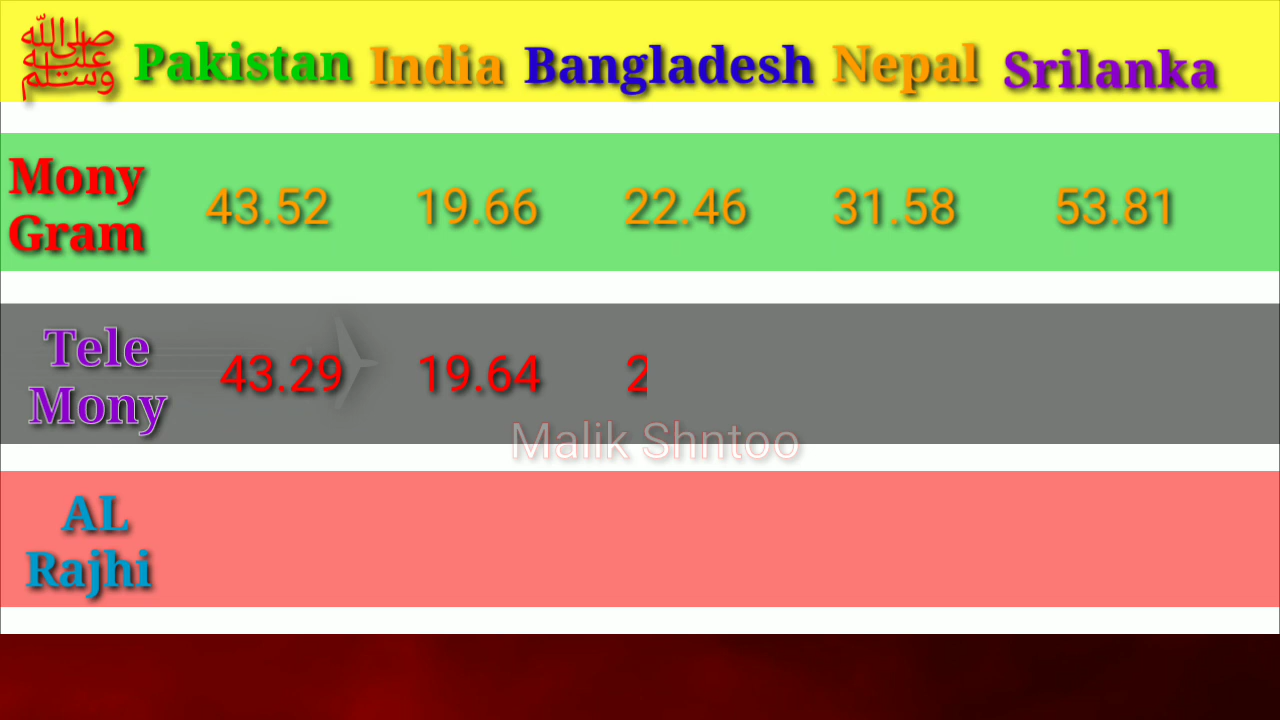 ﷺ Pakistan India Bangladesh Nepal Srilanka
Mony
Gram
43.52 19.66 22.46 31.58 53.81
Tele
Mony
43.29 19.64 2
Malik Shntoo
AL
Rajhi